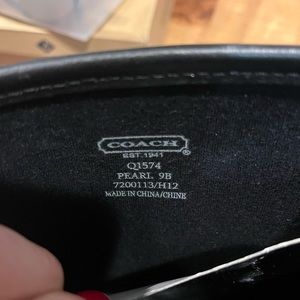 COACH®
EST. 1941
Q1574
PEARL 9B
7200113/H12
MADE IN CHINA/CHINE